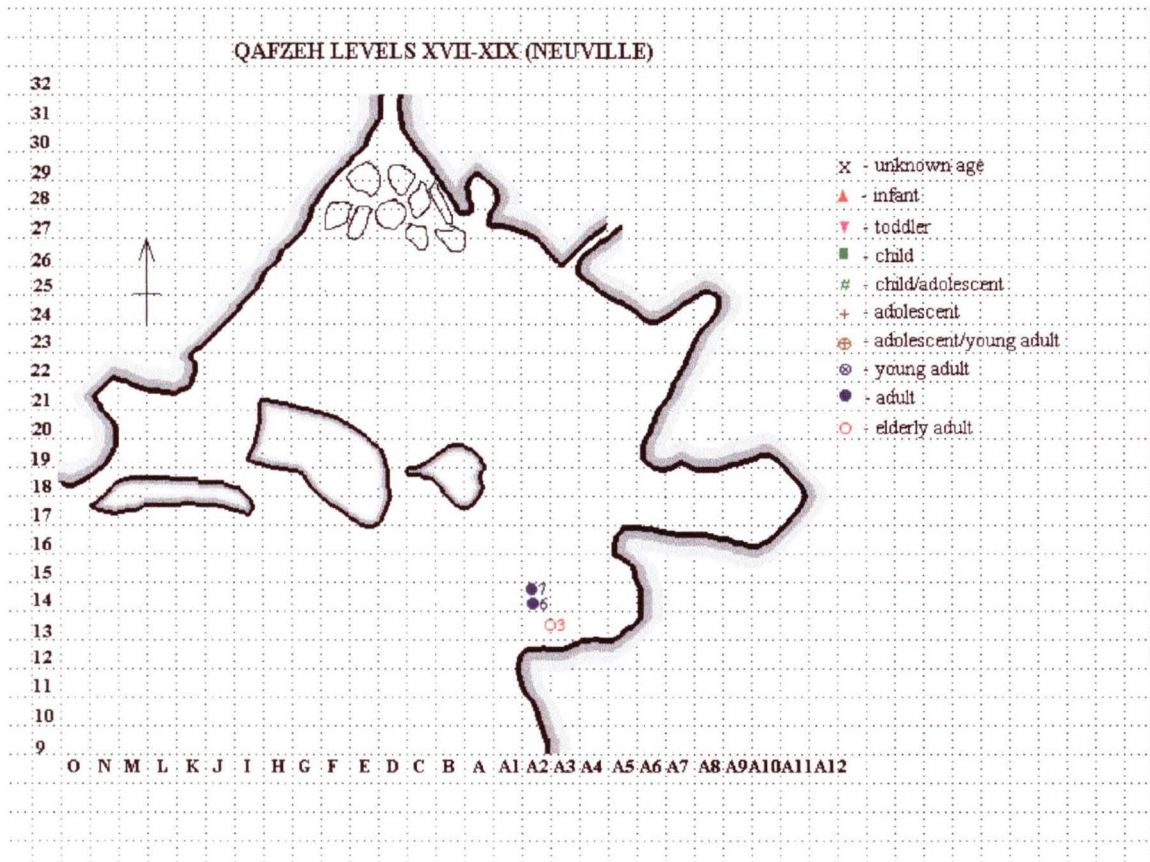 QAFZEH LEVELS XVII-XIX (NEUVILLE)
32
31
30
29
28
27
26
25
24
23
22
21
20
19
18
17
16
15
14
13
12
11
10
9
x - unknown age
- infant
- toddler
- child
# - child/adolescent
+ - adolescent
⊕ - adolescent/young adult
⊗ - young adult
● - adult
○ - elderly adult
7
6
3
O N M L K J I H G F E D C B A A1 A2 A3 A4 A5 A6 A7 A8 A9 A10 A11 A12